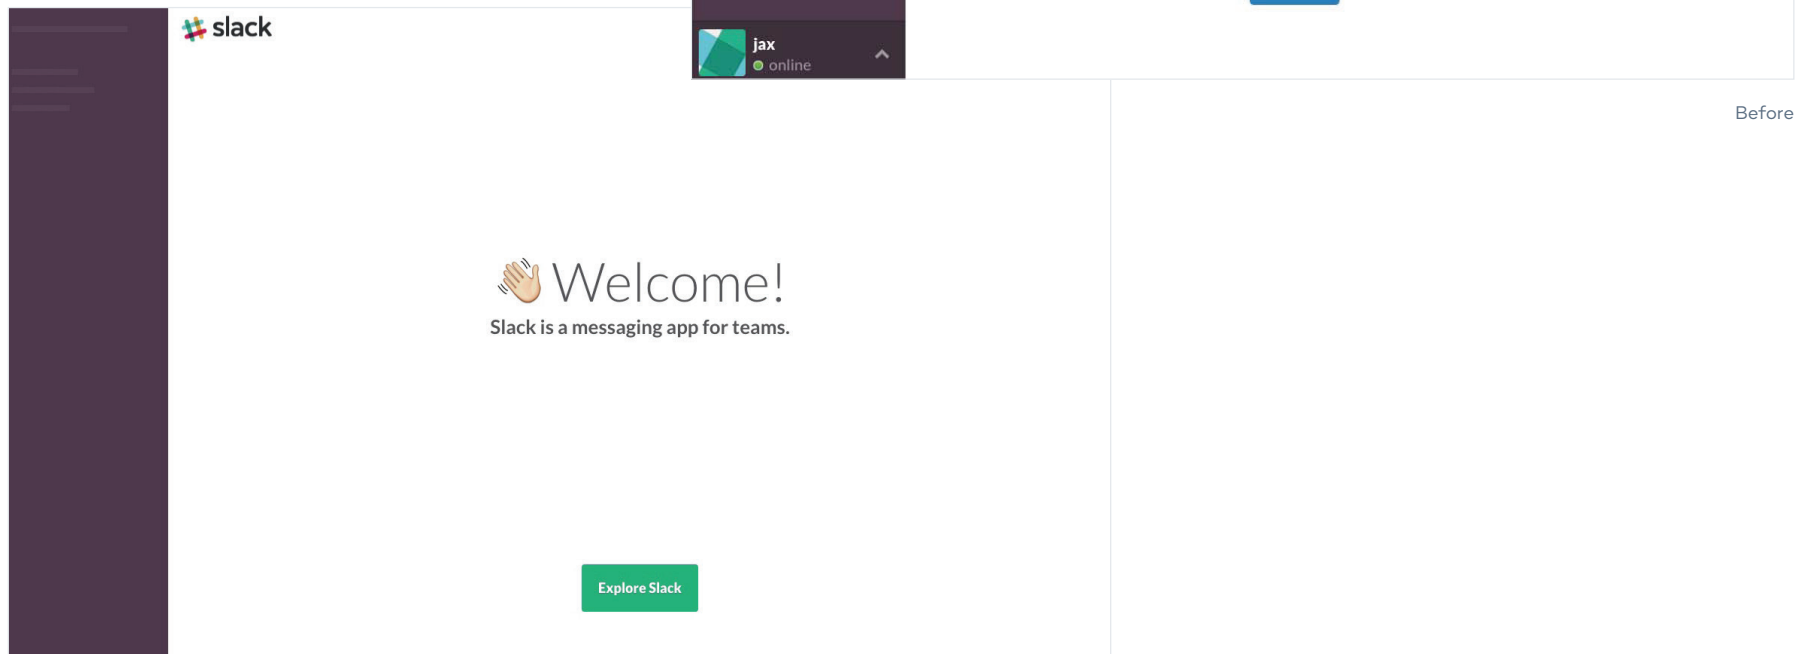 slack
jax
online
Before
Welcome!
Slack is a messaging app for teams.
Explore Slack